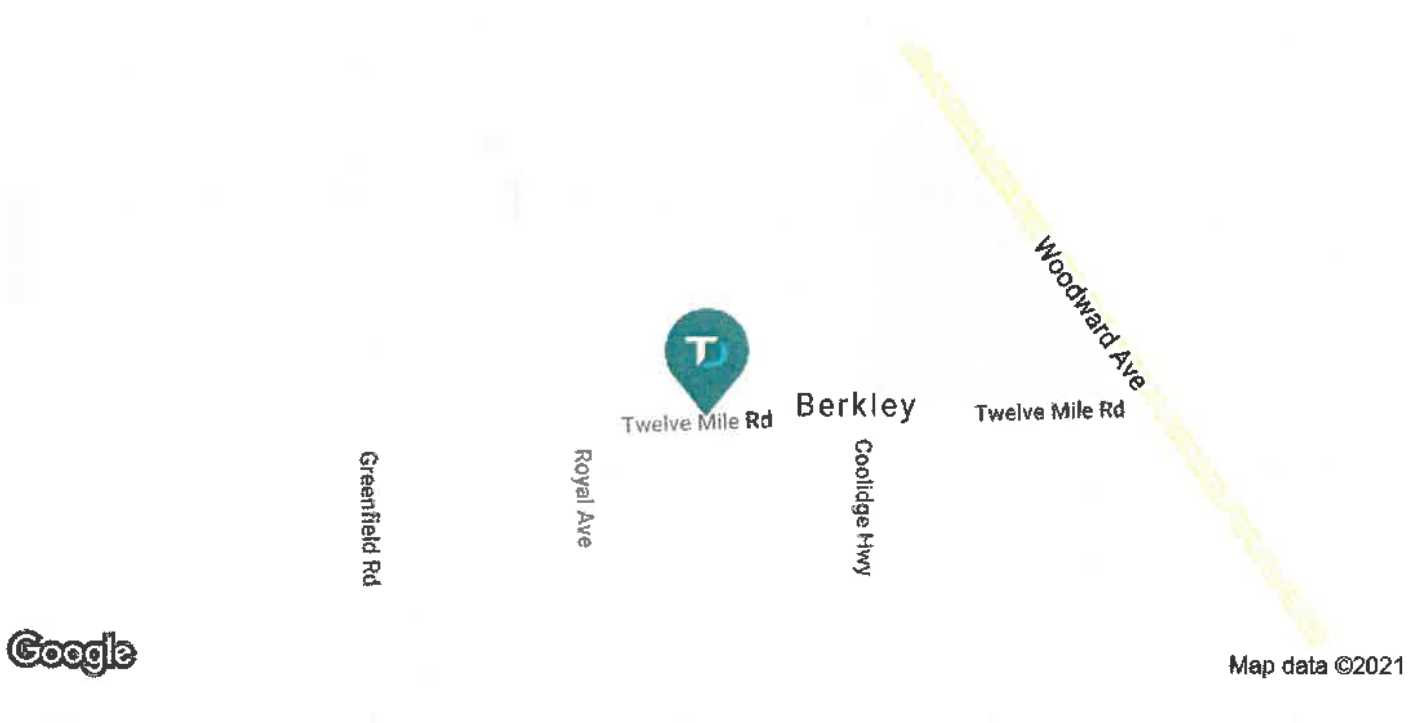 Woodward Ave
TJ
Berkley
Twelve Mile Rd
Twelve Mile Rd
Greenfield Rd
Royal Ave
Coolidge Hwy
Google
Map data ©2021